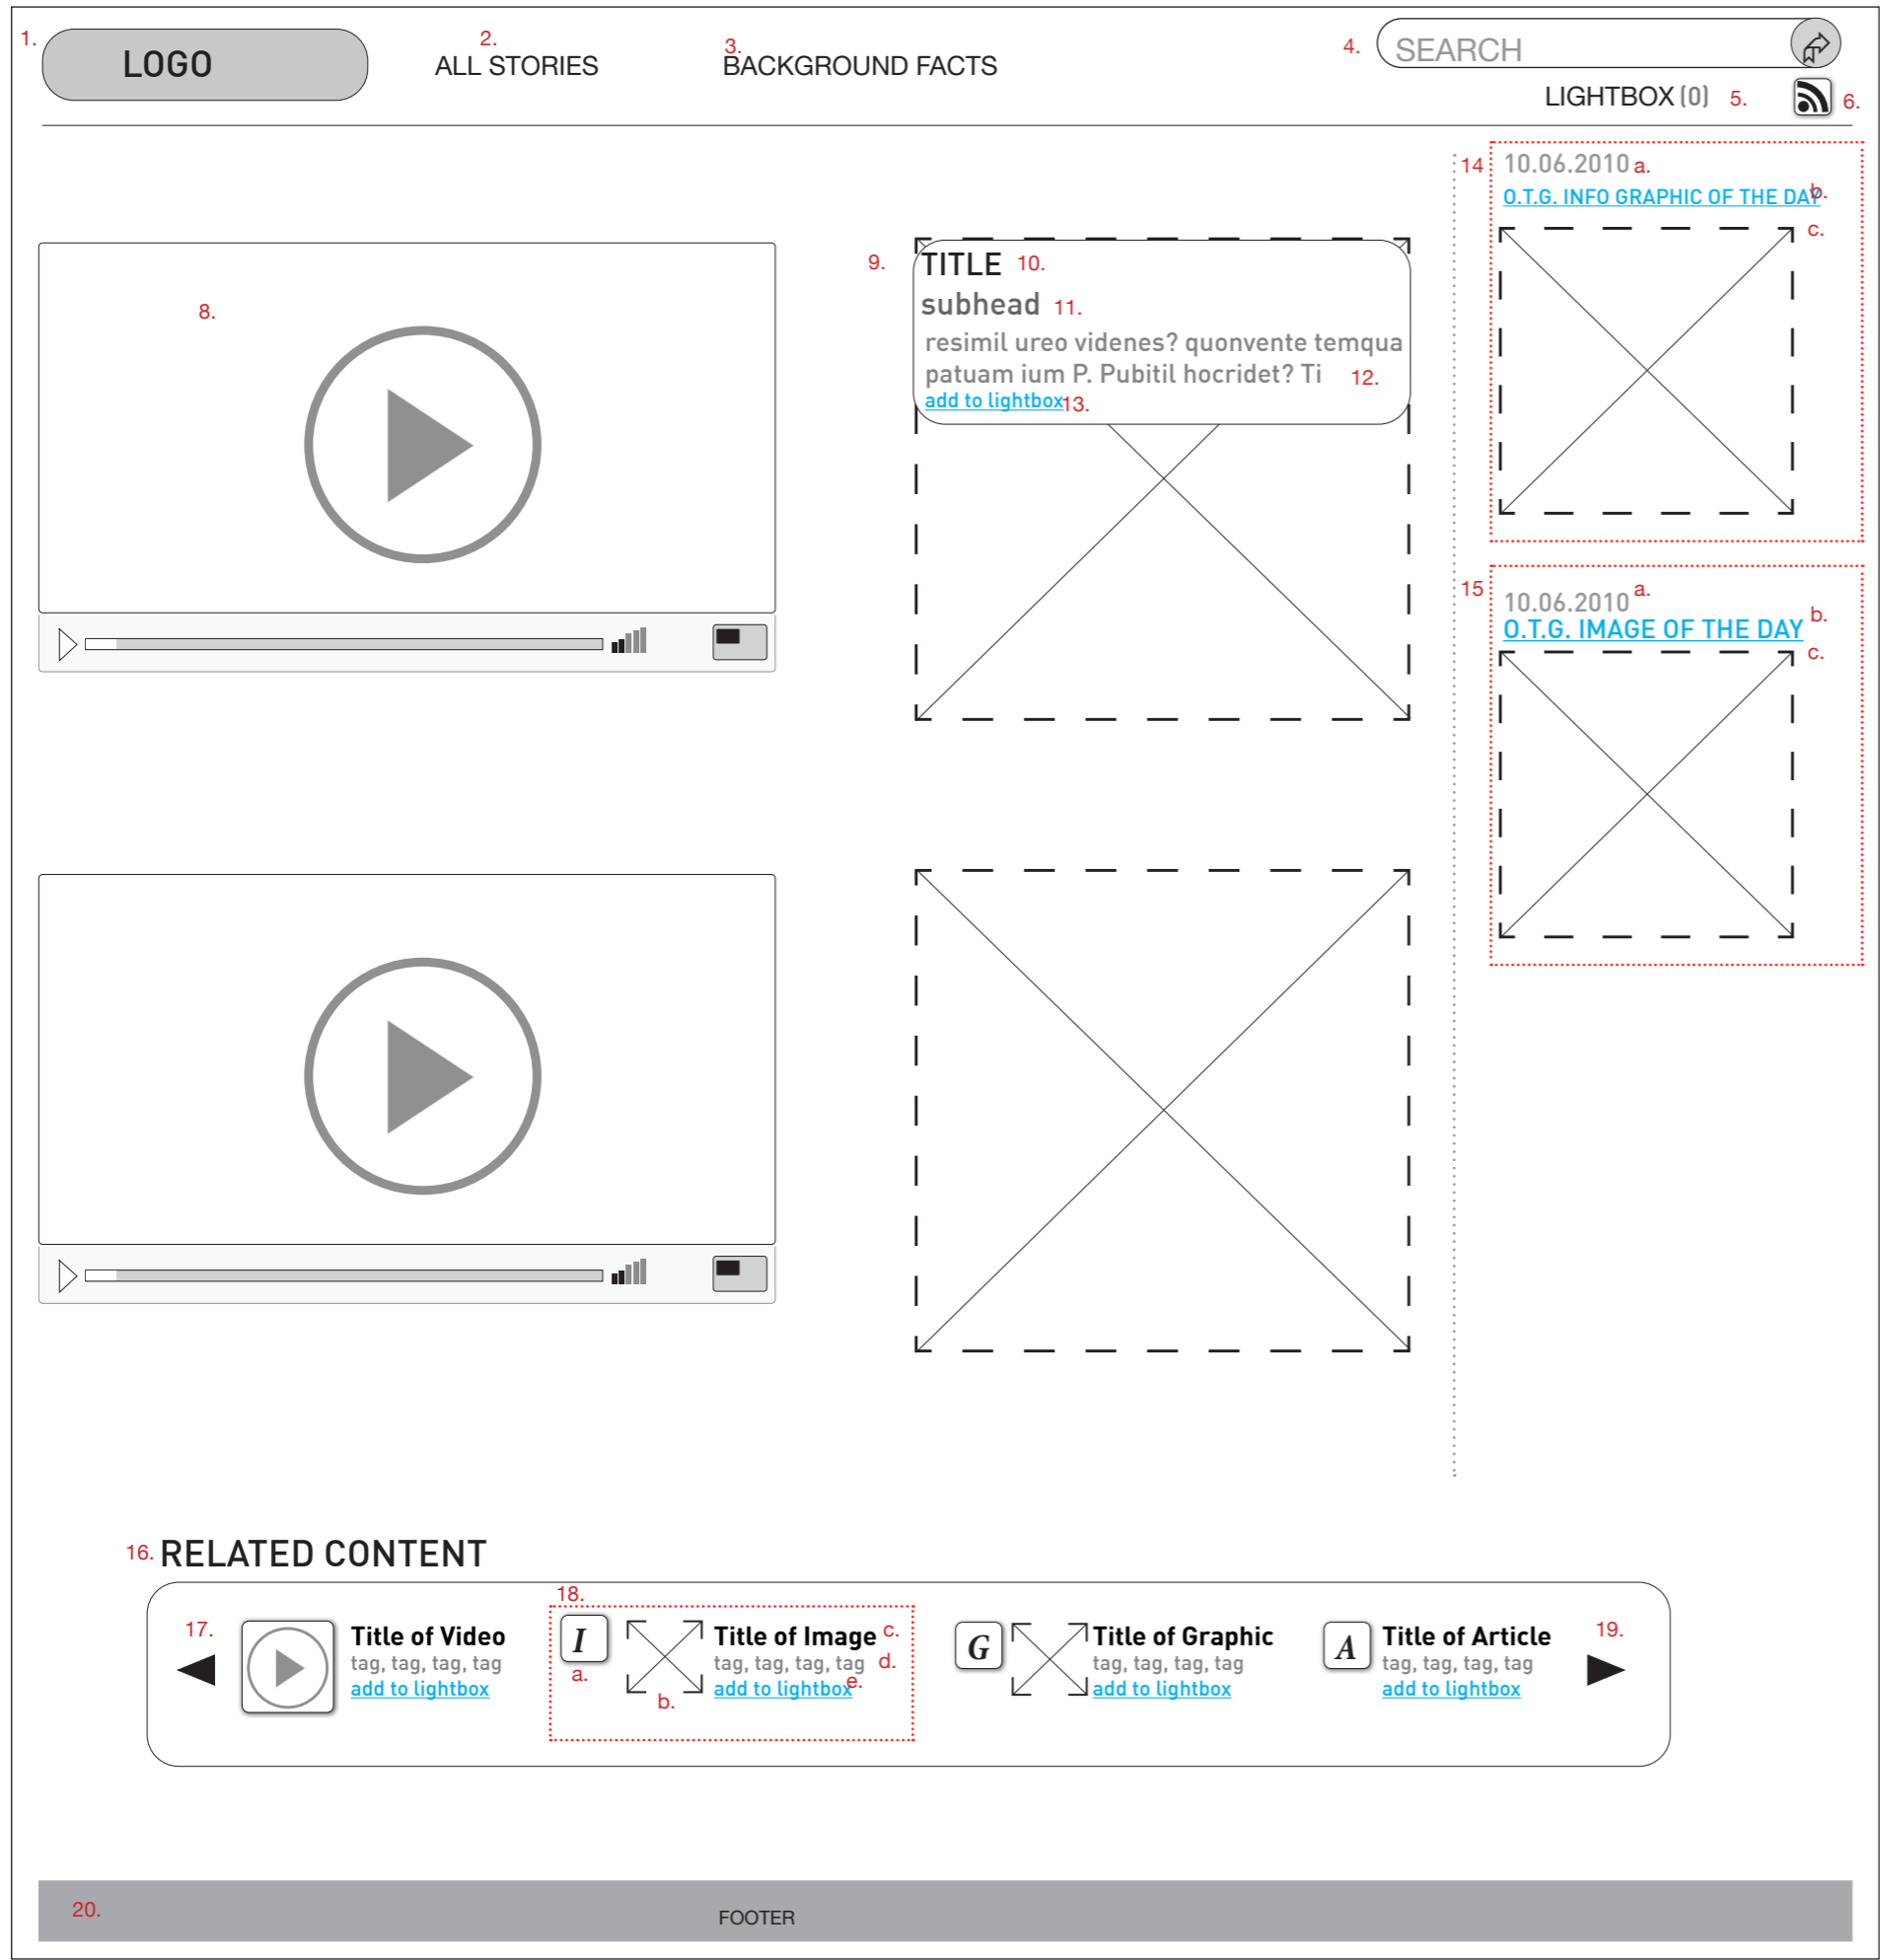 1.
LOGO
2.
ALL STORIES
3.
BACKGROUND FACTS
4.
SEARCH
LIGHTBOX (0) 5.
6.
8.
9.
TITLE 10.
subhead 11.
resimil ureo videnes? quonvente temqua
patuam ium P. Pubitil hocridet? Ti 12.
add to lightbox 13.
14
10.06.2010 a.
O.T.G. INFO GRAPHIC OF THE DAY b.
c.
15
10.06.2010 a.
O.T.G. IMAGE OF THE DAY b.
c.
16. RELATED CONTENT
17.
Title of Video
tag, tag, tag, tag
add to lightbox
18.
I
a.
b.
Title of Image c.
tag, tag, tag, tag d.
add to lightbox e.
G
Title of Graphic
tag, tag, tag, tag
add to lightbox
A
Title of Article
tag, tag, tag, tag
add to lightbox
19.
20.
FOOTER